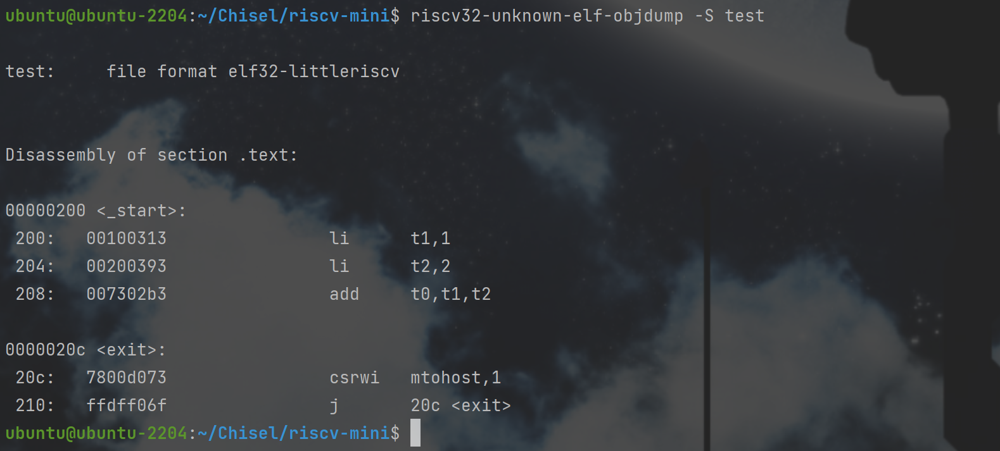 ubuntu@ubuntu-2204:~/Chisel/riscv-mini$ riscv32-unknown-elf-objdump -S test
test:     file format elf32-littleriscv
Disassembly of section .text:
00000200 <_start>:
 200:	00100313          	li	t1,1
 204:	00200393          	li	t2,2
 208:	007302b3          	add	t0,t1,t2
0000020c <exit>:
 20c:	7800d073          	csrwi	mtohost,1
 210:	ffdff06f          	j	20c <exit>
ubuntu@ubuntu-2204:~/Chisel/riscv-mini$